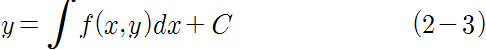 y = ∫ f(x,y)dx + C (2−3)